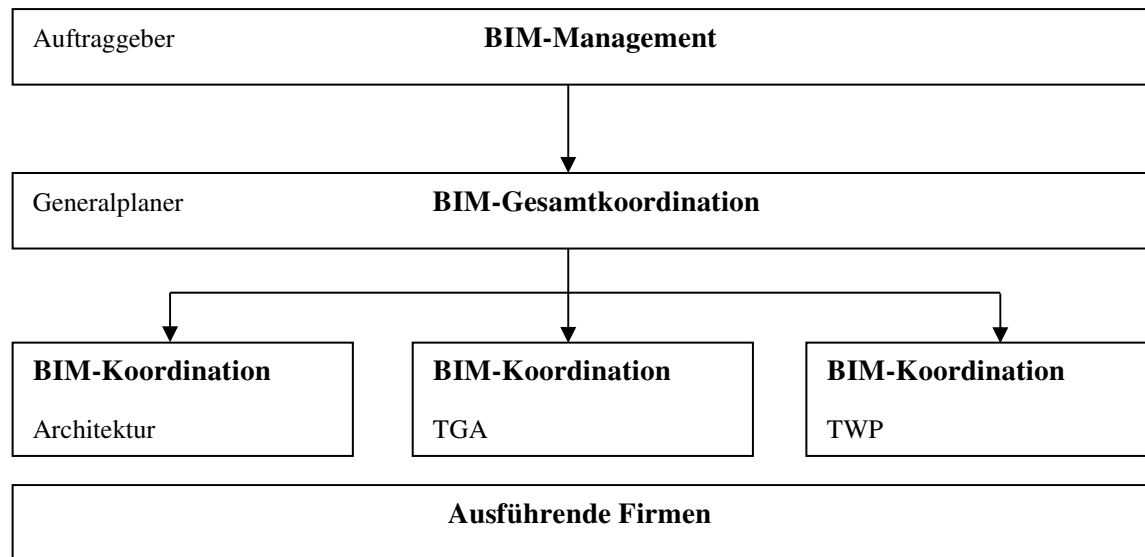 Auftraggeber BIM-Management
Generalplaner BIM-Gesamtkoordination
BIM-Koordination BIM-Koordination BIM-Koordination
Architektur TGA TWP
Ausführende Firmen